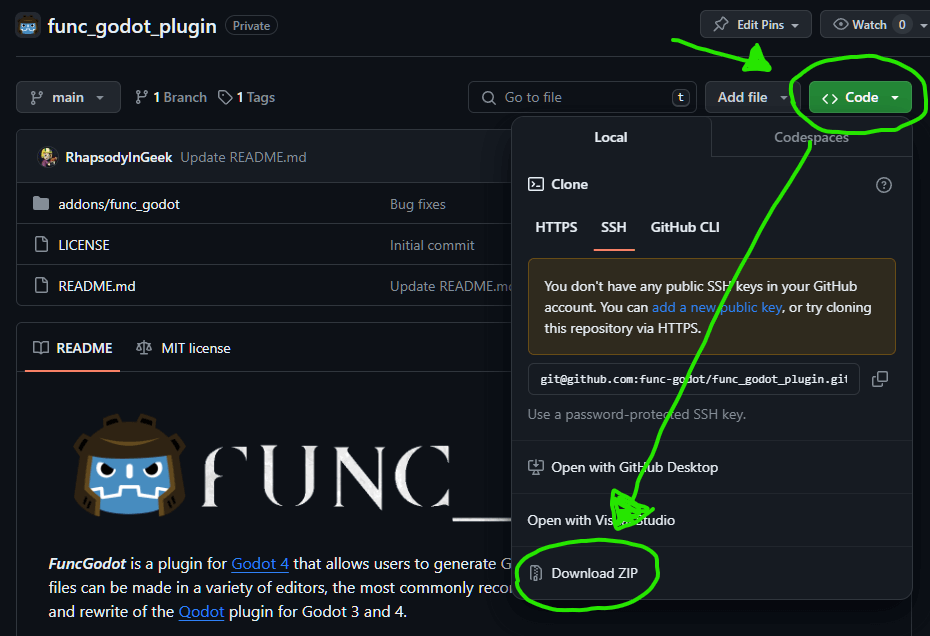 func_godot_plugin Private Edit Pins Watch 0
main 1 Branch 1 Tags Go to file t Add file Code
RhapsodyInGeek Update README.md
addons/func_godot Bug fixes
LICENSE Initial commit
README.md Update README.md
README MIT license
FUNC_
FuncGodot is a plugin for Godot 4 that allows users to generate G
files can be made in a variety of editors, the most commonly reco
and rewrite of the Qodot plugin for Godot 3 and 4.
Local Codespaces
Clone
HTTPS SSH GitHub CLI
You don't have any public SSH keys in your GitHub
account. You can add a new public key, or try cloning
this repository via HTTPS.
git@github.com:func-godot/func_godot_plugin.git
Use a password-protected SSH key.
Open with GitHub Desktop
Open with Visual Studio
Download ZIP